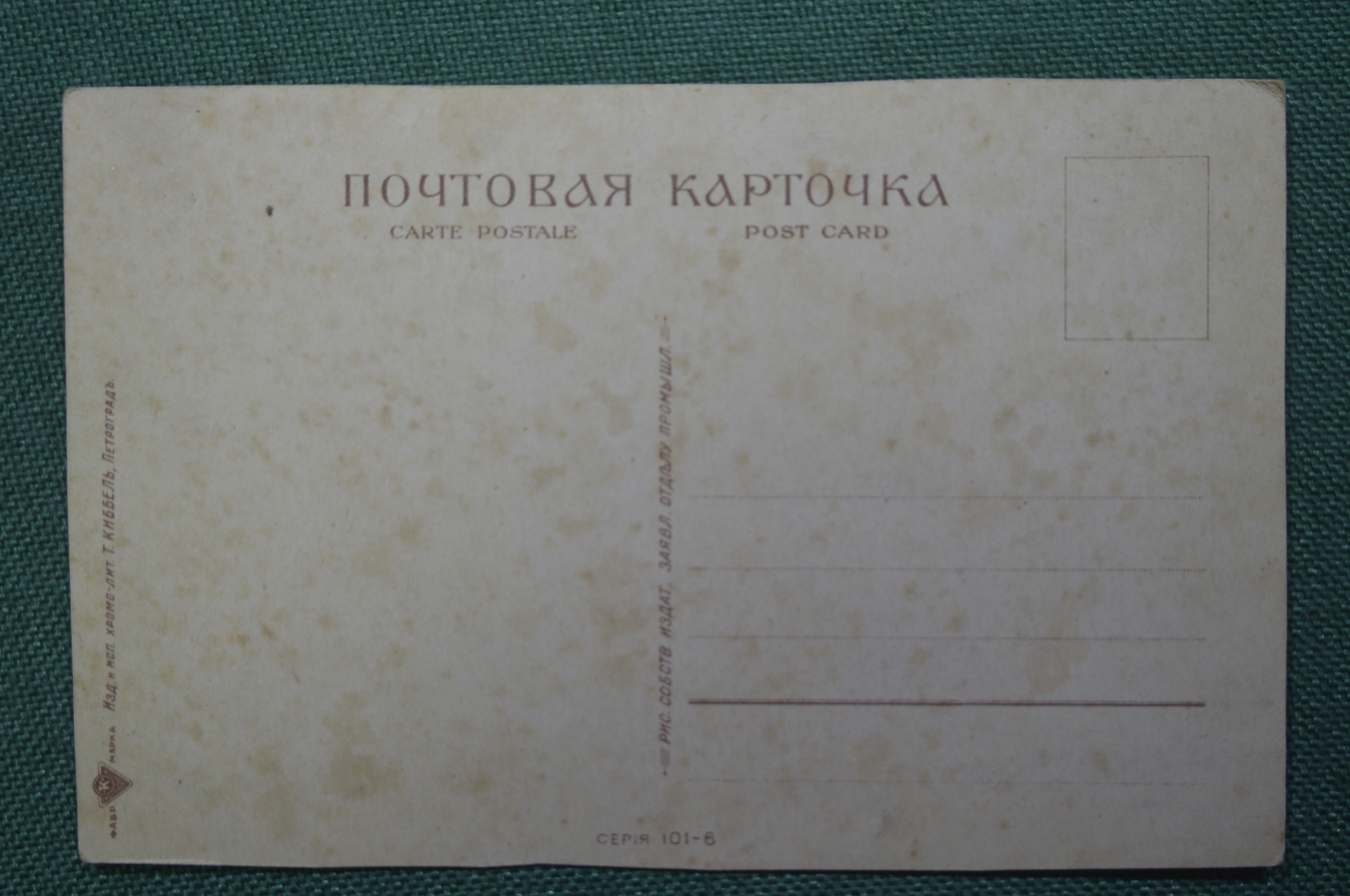 ПОЧТОВАЯ КАРТОЧКА
CARTE POSTALE POST CARD
ФАБР. К МАРКА
Изд. и исп. хромо-лит. Т. Киббель, Петроградъ.
РИС. СОБСТВ. ИЗДАТ. ЗАЯВЛ. ОТДѢЛУ ПРОМЫШЛ.
СЕРІЯ 101-6